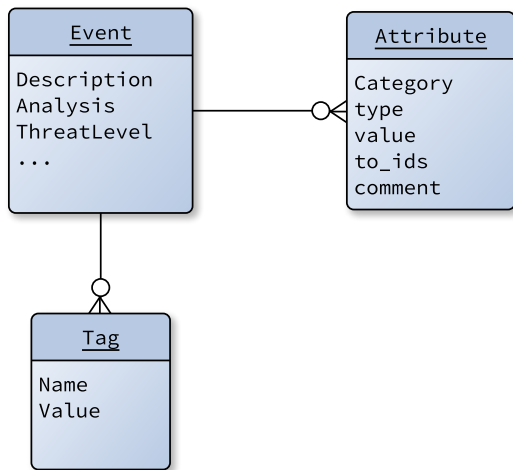 Event
Description
Analysis
ThreatLevel
...
Attribute
Category
type
value
to_ids
comment
Tag
Name
Value